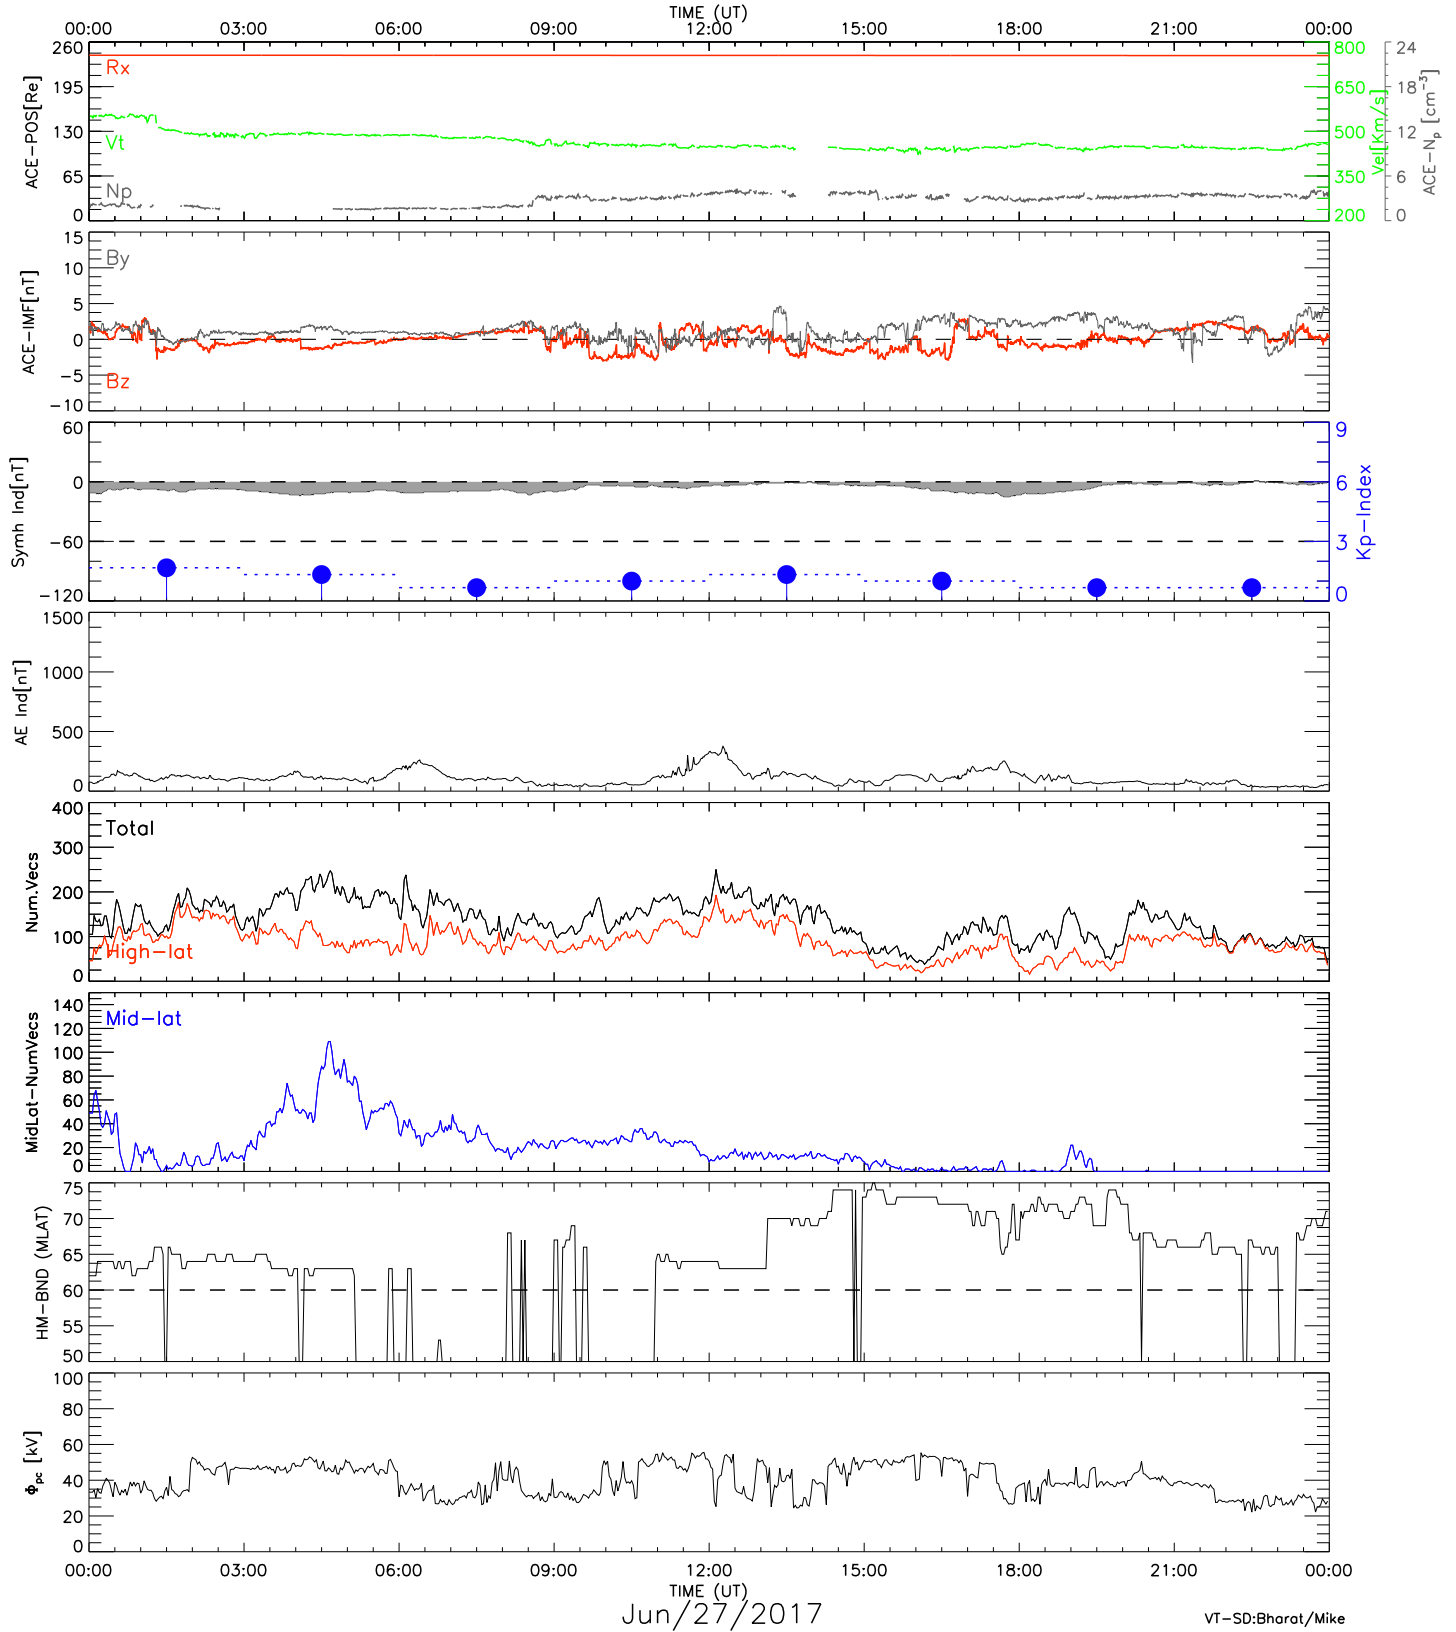 TIME (UT)
00:00 03:00 06:00 09:00 12:00 15:00 18:00 21:00 00:00
ACE-POS[Re]
260
195
130
65
0
Rx
Vt
Np
800
650
500
350
200
Vel[Km/s]
24
18
12
6
0
ACE-Np [cm-3]
ACE-IMF[nT]
15
10
5
0
-5
-10
By
Bz
Symh Ind[nT]
60
0
-60
-120
9
6
3
0
Kp-Index
AE Ind[nT]
1500
1000
500
0
Num.Vecs
400
300
200
100
0
Total
High-lat
MidLat-NumVecs
140
120
100
80
60
40
20
0
Mid-lat
HM-BND (MLAT)
75
70
65
60
55
50
Φpc [kV]
100
80
60
40
20
0
00:00 03:00 06:00 09:00 12:00 15:00 18:00 21:00 00:00
TIME (UT)
Jun/27/2017
VT-SD:Bharat/Mike